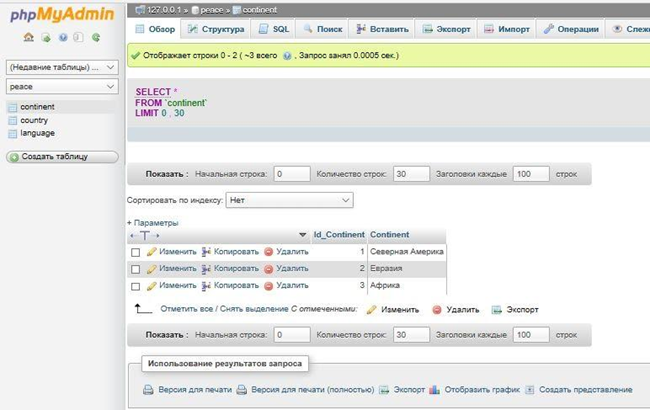 phpMyAdmin
127.0.0.1 » peace » continent
Обзор Структура SQL Поиск Вставить Экспорт Импорт Операции
(Недавние таблицы) ...
peace
continent
country
language
Создать таблицу
Отображает строки 0 - 2 ( ~3 всего , Запрос занял 0.0005 сек.)
SELECT *
FROM `continent`
LIMIT 0 , 30
Показать : Начальная строка: 0 Количество строк: 30 Заголовки каждые 100 строк
Сортировать по индексу: Нет
+ Параметры
←T→ Id_Continent Continent
Изменить Копировать Удалить 1 Северная Америка
Изменить Копировать Удалить 2 Евразия
Изменить Копировать Удалить 3 Африка
Отметить все / Снять выделение С отмеченными: Изменить Удалить Экспорт
Показать : Начальная строка: 0 Количество строк: 30 Заголовки каждые 100 строк
Использование результатов запроса
Версия для печати Версия для печати (полностью) Экспорт Отобразить график Создать представление